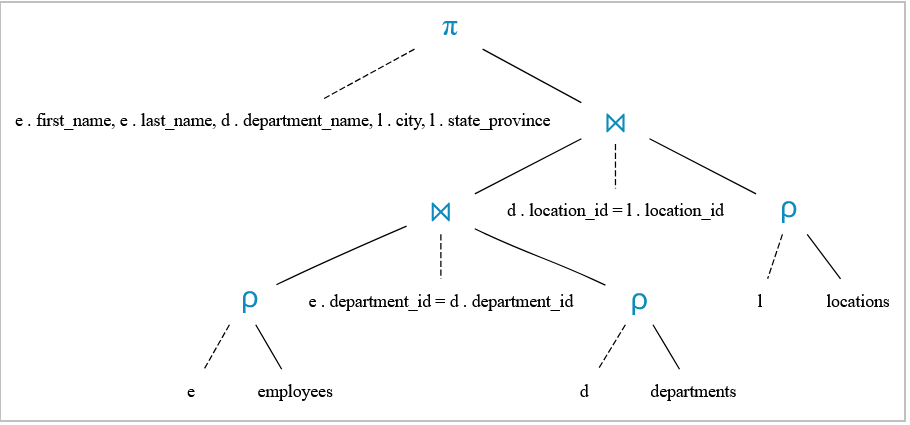 π
e . first_name, e . last_name, d . department_name, l . city, l . state_province
⋈
⋈
d . location_id = l . location_id
ρ
ρ
e . department_id = d . department_id
ρ
l
locations
e
employees
d
departments